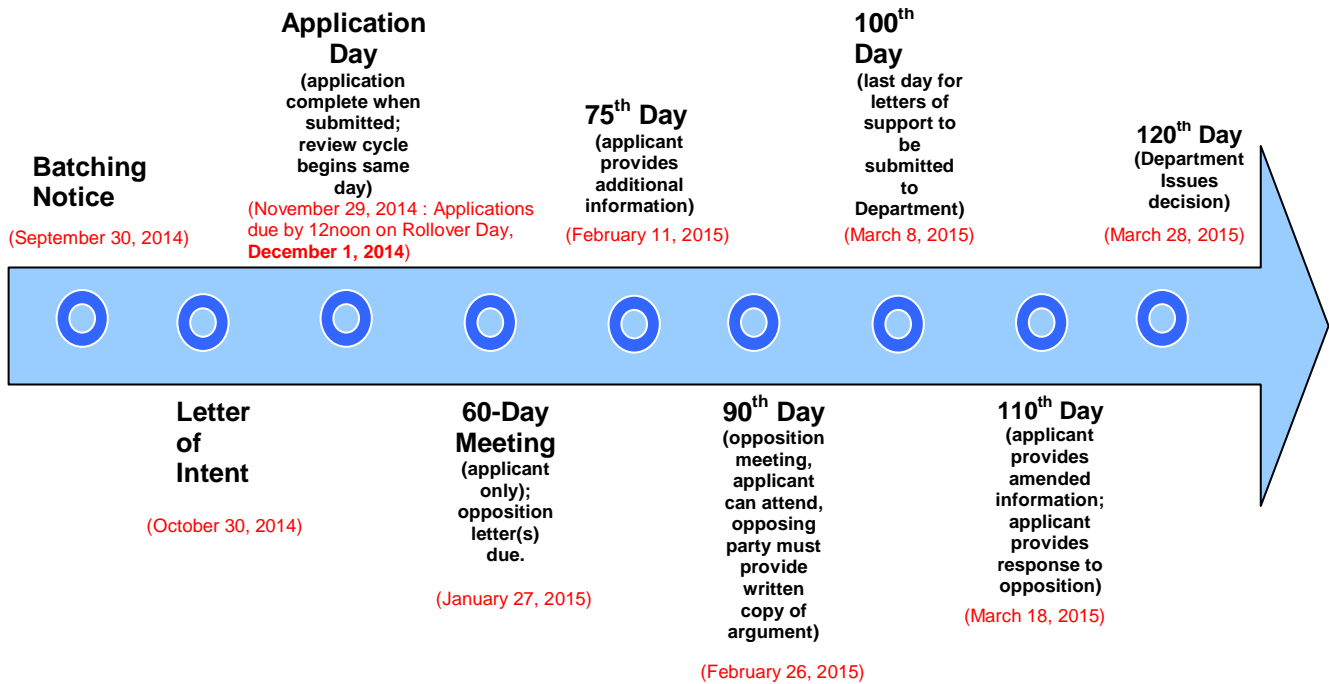 Batching
Notice
(September 30, 2014)
Letter
of
Intent
(October 30, 2014)
Application
Day
(application
complete when
submitted;
review cycle
begins same
day)
(November 29, 2014 : Applications
due by 12noon on Rollover Day,
December 1, 2014)
60-Day
Meeting
(applicant
only);
opposition
letter(s)
due.
(January 27, 2015)
75th Day
(applicant
provides
additional
information)
(February 11, 2015)
90th Day
(opposition
meeting,
applicant
can attend,
opposing
party must
provide
written
copy of
argument)
(February 26, 2015)
100th
Day
(last day for
letters of
support to
be
submitted
to
Department)
(March 8, 2015)
110th Day
(applicant
provides
amended
information;
applicant
provides
response to
opposition)
(March 18, 2015)
120th Day
(Department
Issues
decision)
(March 28, 2015)